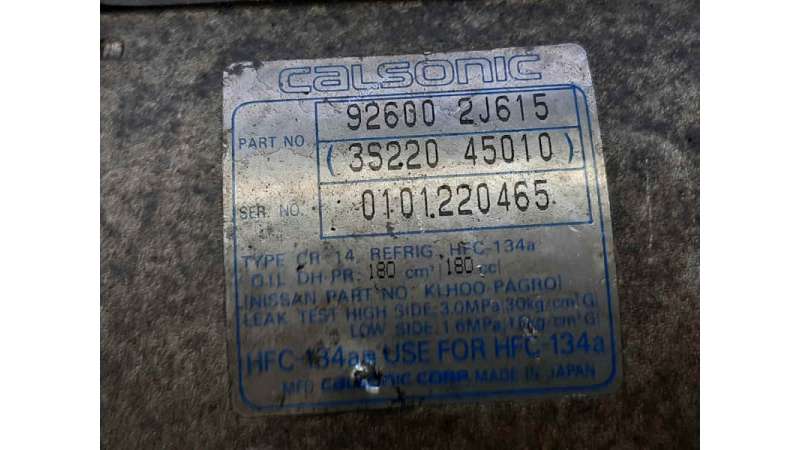 CALSONIC
PART NO. 92600 2J615
(3S220 45010)
SER. NO. 0101220465
TYPE CR 14 REFRIG. HFC-134a
OIL DH-PR: 180 cm³ (180 cc)
(NISSAN PART NO. KLH00-PAGR0)
LEAK TEST HIGH SIDE: 3.0MPa(30kg/cm²G)
LOW SIDE: 1.6MPa(16kg/cm²G)
HFC-134a USE FOR HFC-134a
MFD CALSONIC CORP. MADE IN JAPAN